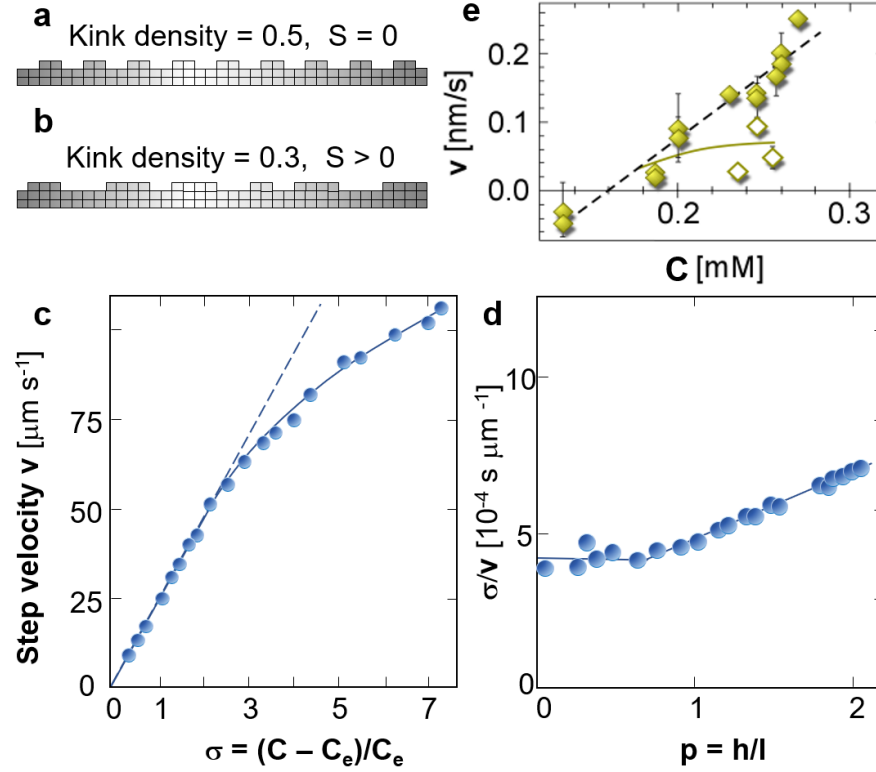 a
Kink density = 0.5, S = 0
b
Kink density = 0.3, S > 0
e
v [nm/s]
0.2
0.1
0.0
0.2
0.3
C [mM]
c
Step velocity v [μm s⁻¹]
75
50
25
0
0
1
3
5
7
σ = (C – Cₑ)/Cₑ
d
σ/v [10⁻⁴ s μm ⁻¹]
10
5
0
0
1
2
p = h/l